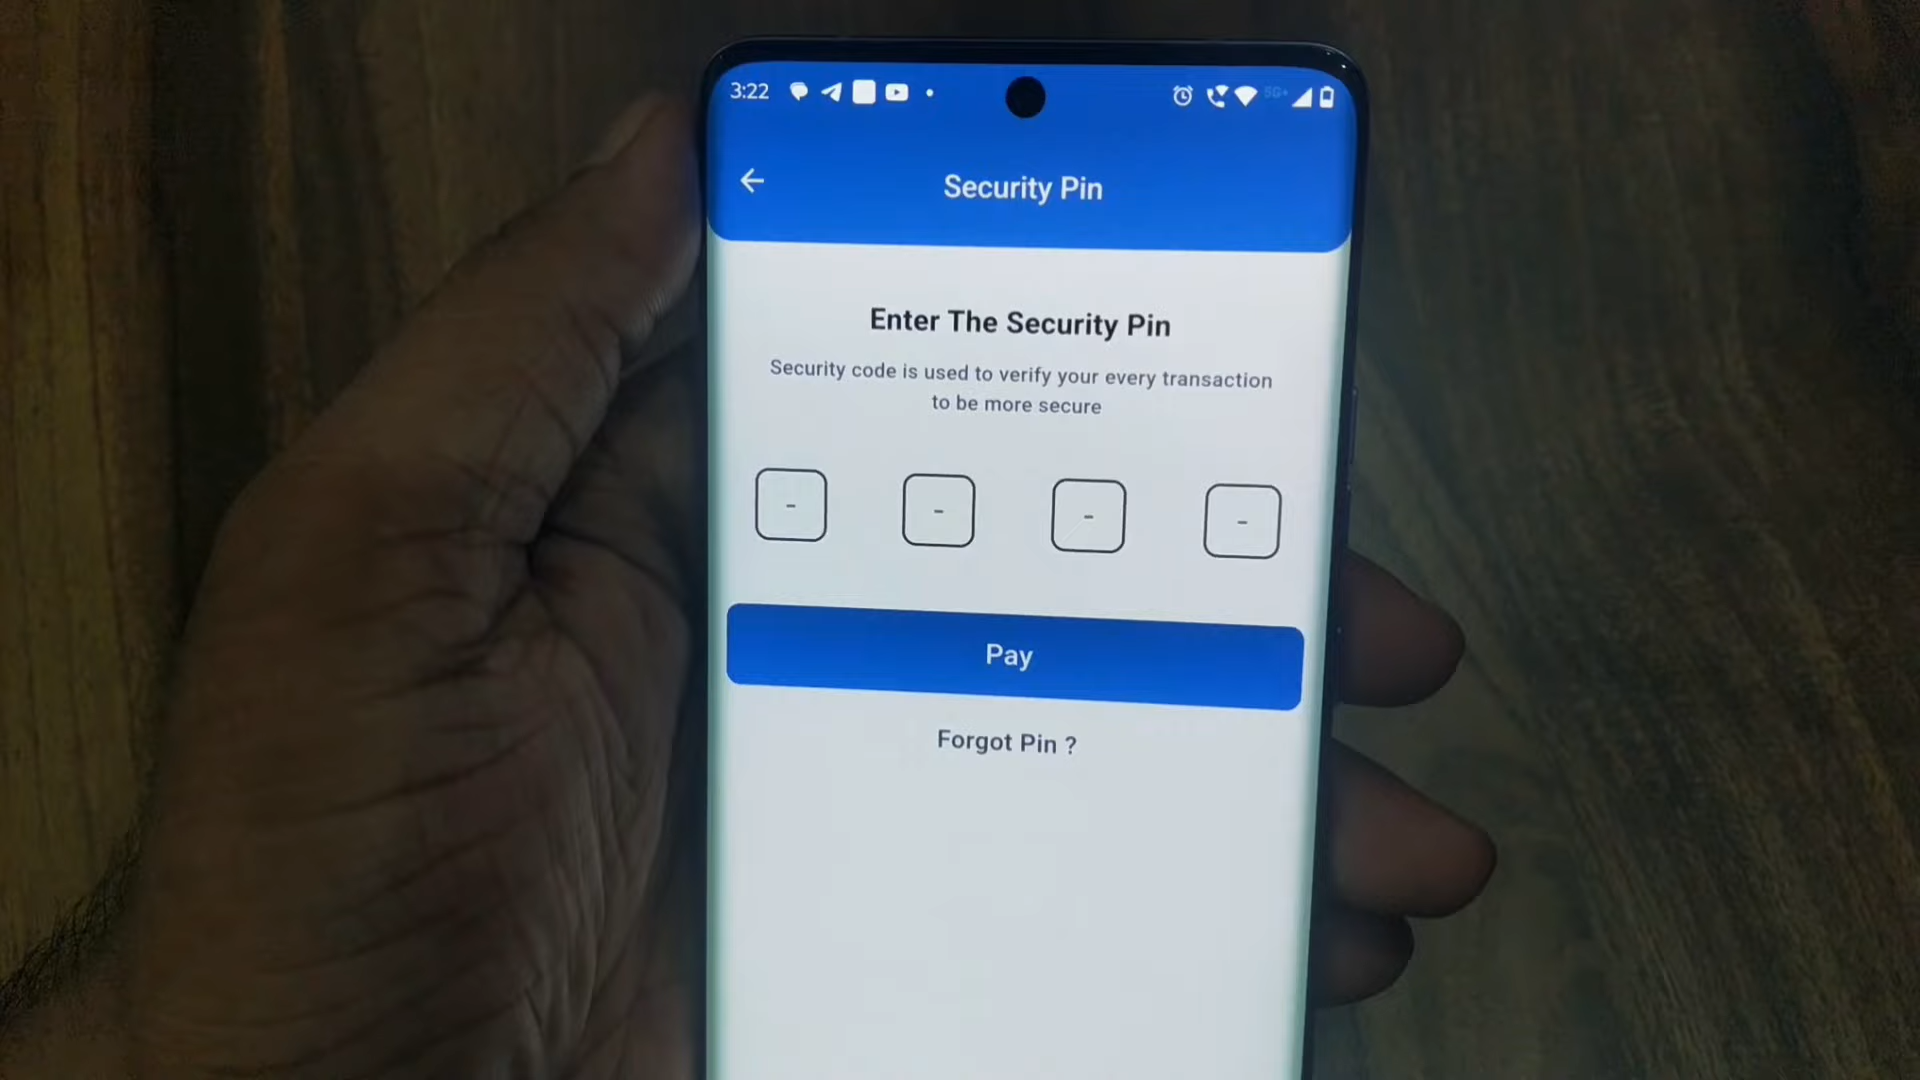 3:22
5G+
Security Pin
Enter The Security Pin
Security code is used to verify your every transaction
to be more secure
- - - -
Pay
Forgot Pin ?